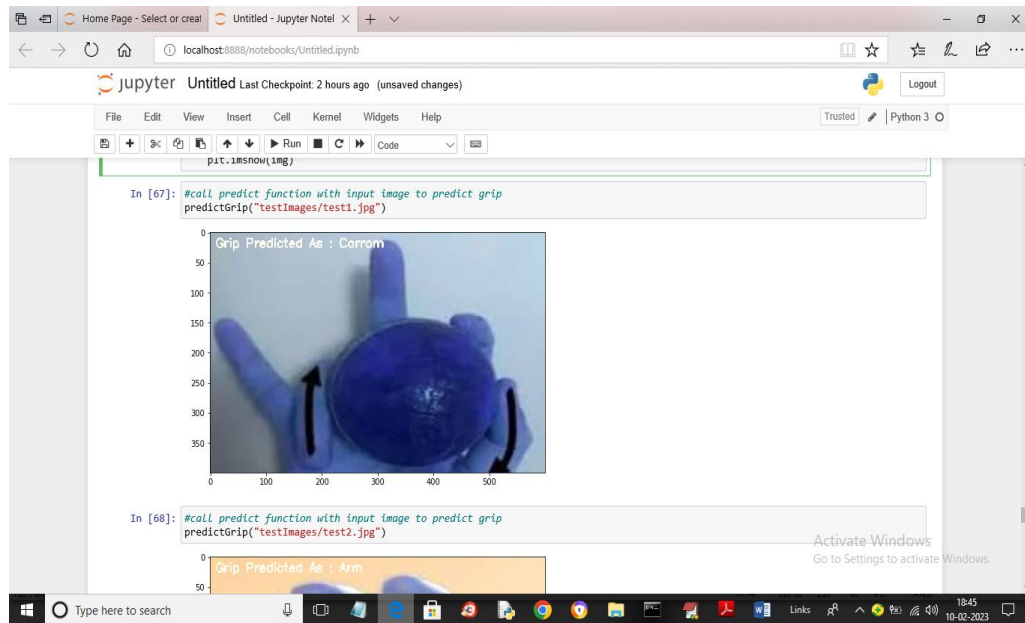 Home Page - Select or creat
Untitled - Jupyter Notel
localhost:8888/notebooks/Untitled.ipynb
jupyter Untitled Last Checkpoint: 2 hours ago (unsaved changes)
Logout
File Edit View Insert Cell Kernel Widgets Help
Trusted
Python 3
Run
Code
plt.imshow(img)
In [67]: #call predict function with input image to predict grip
predictGrip("testImages/test1.jpg")
Grip Predicted As : Corrom
0
50
100
150
200
250
300
350
0 100 200 300 400 500
In [68]: #call predict function with input image to predict grip
predictGrip("testImages/test2.jpg")
Activate Windows
Go to Settings to activate Windows.
0
Grip Predicted As : Arm
50
Type here to search
Links
18:45
10-02-2023